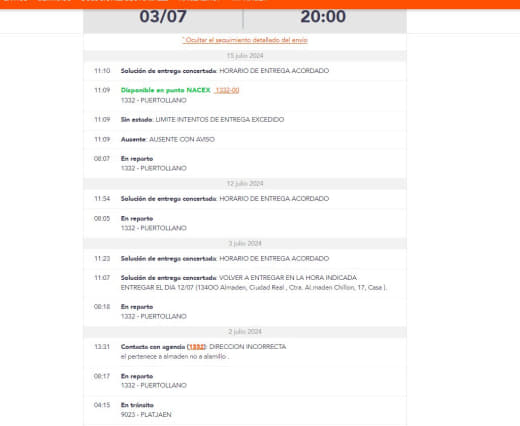 03/07 20:00
^ Ocultar el seguimiento detallado del envío
15 julio 2024
11:10 Solución de entrega concertada: HORARIO DE ENTREGA ACORDADO
11:09 Disponible en punto NACEX 1332-00
1332 - PUERTOLLANO
11:09 Sin estado: LIMITE INTENTOS DE ENTREGA EXCEDIDO
11:09 Ausente: AUSENTE CON AVISO
08:07 En reparto
1332 - PUERTOLLANO
12 julio 2024
11:54 Solución de entrega concertada: HORARIO DE ENTREGA ACORDADO
08:05 En reparto
1332 - PUERTOLLANO
3 julio 2024
11:23 Solución de entrega concertada: HORARIO DE ENTREGA ACORDADO
11:07 Solución de entrega concertada: VOLVER A ENTREGAR EN LA HORA INDICADA
ENTREGAR EL DIA 12/07 (13400 Almaden, Ciudad Real , Ctra. Al.maden Chillon, 17, Casa ).
08:18 En reparto
1332 - PUERTOLLANO
2 julio 2024
13:31 Contacta con agencia (1332): DIRECCION INCORRECTA
el pertenece a almaden no a alamillo .
08:17 En reparto
1332 - PUERTOLLANO
04:15 En tránsito
9023 - PLATJAEN